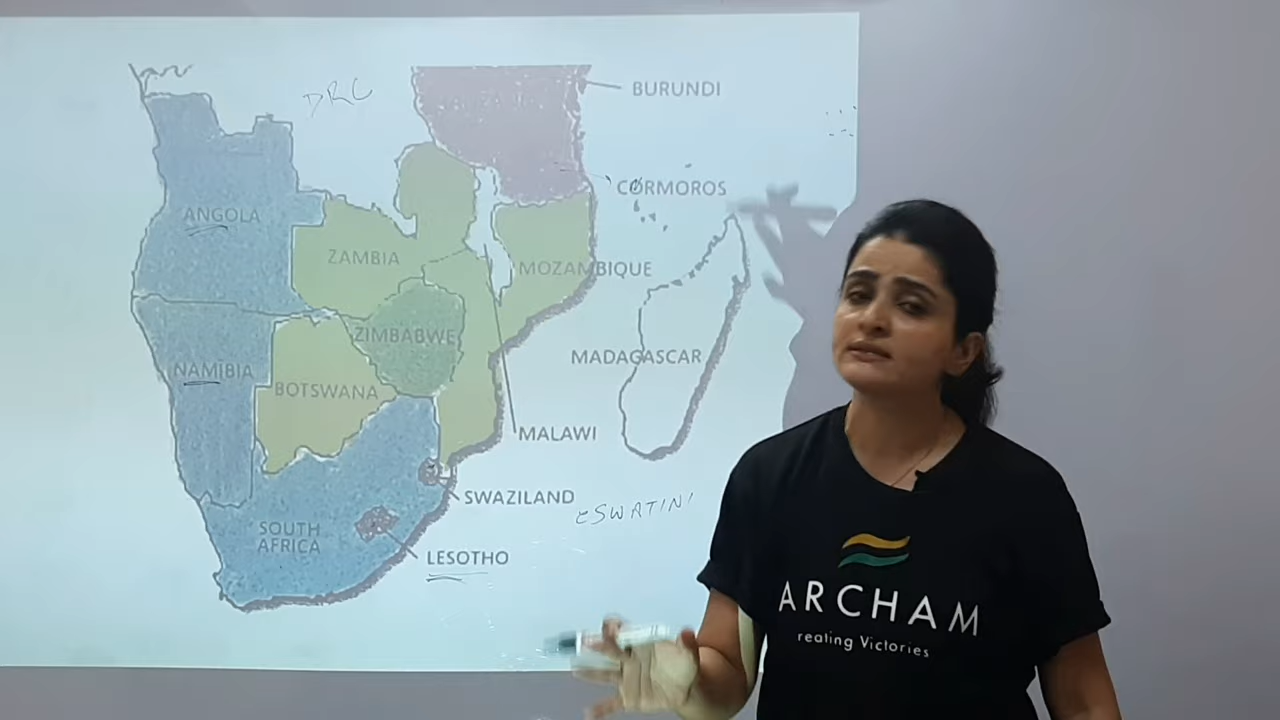 DRC
BURUNDI
CORMOROS
ANGOLA
ZAMBIA
MOZAMBIQUE
ZIMBABWE
MADAGASCAR
NAMIBIA
BOTSWANA
MALAWI
SWAZILAND
eSWATINI
SOUTH
AFRICA
LESOTHO
ARCHAM
reating Victories